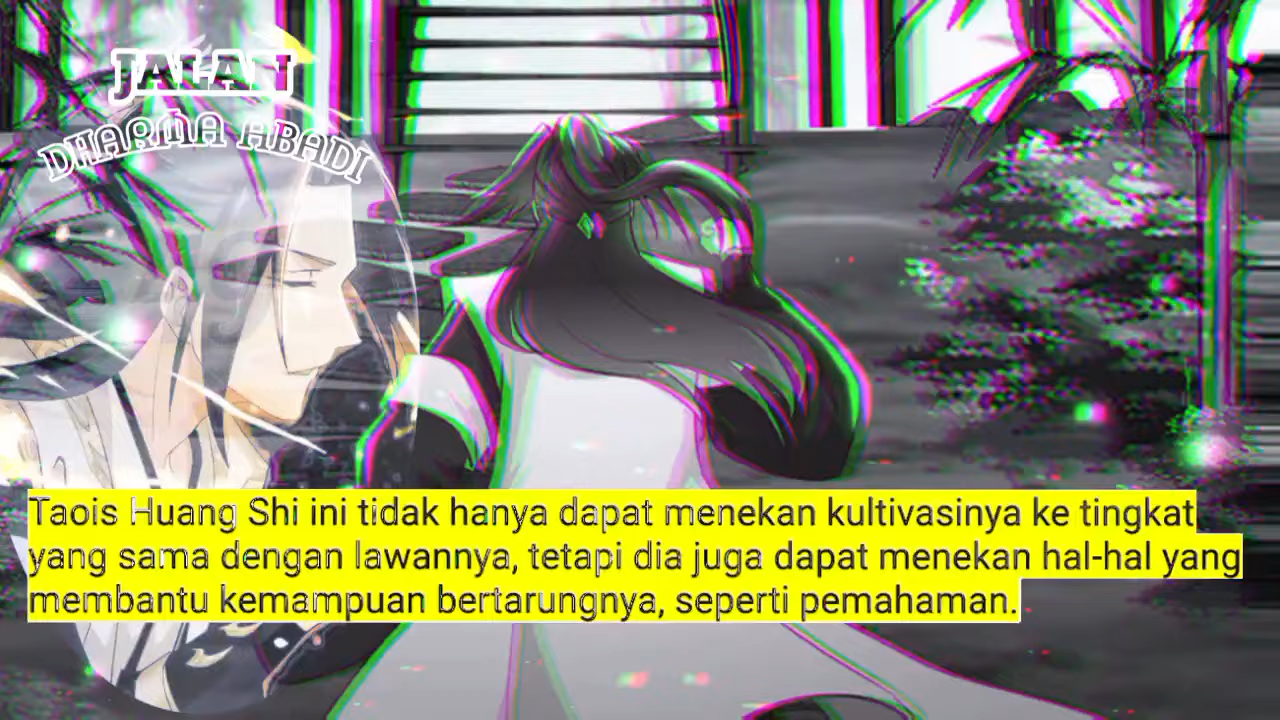 JALAN
DHARMA ABADI
Taois Huang Shi ini tidak hanya dapat menekan kultivasinya ke tingkat
yang sama dengan lawannya, tetapi dia juga dapat menekan hal-hal yang
membantu kemampuan bertarungnya, seperti pemahaman.